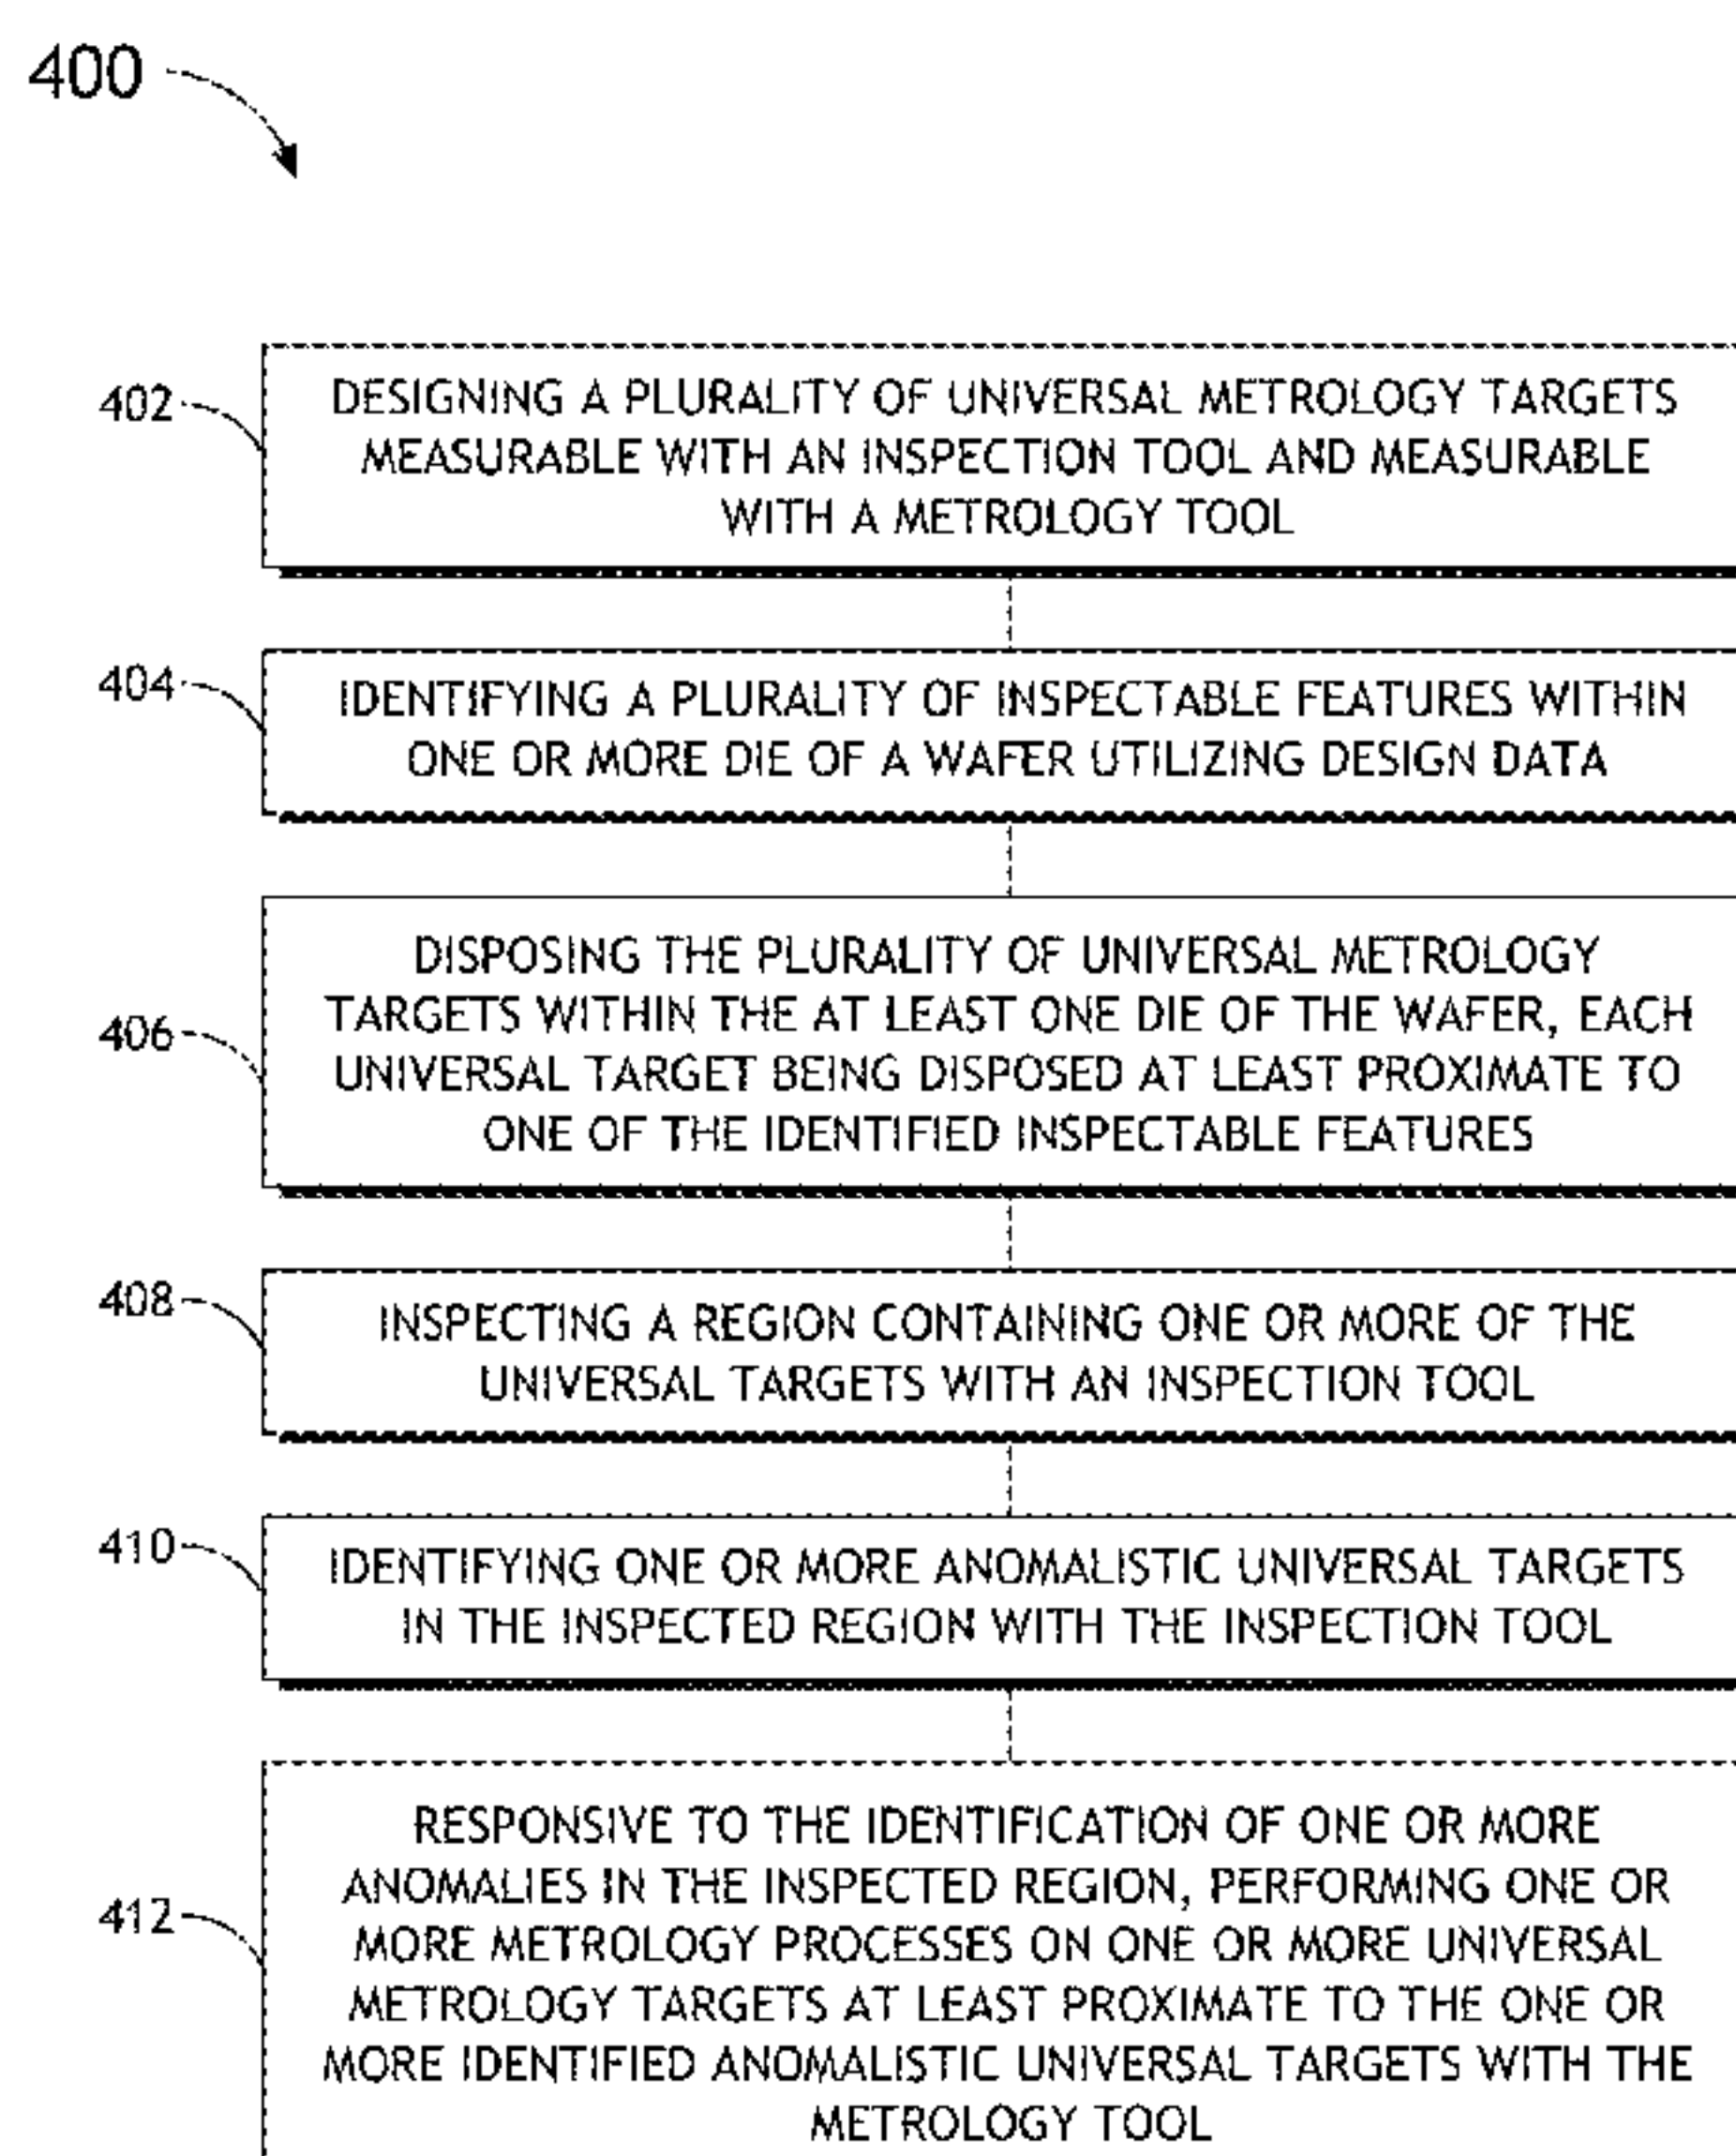 400
402
DESIGNING A PLURALITY OF UNIVERSAL METROLOGY TARGETS
MEASURABLE WITH AN INSPECTION TOOL AND MEASURABLE
WITH A METROLOGY TOOL
404
IDENTIFYING A PLURALITY OF INSPECTABLE FEATURES WITHIN
ONE OR MORE DIE OF A WAFER UTILIZING DESIGN DATA
406
DISPOSING THE PLURALITY OF UNIVERSAL METROLOGY
TARGETS WITHIN THE AT LEAST ONE DIE OF THE WAFER, EACH
UNIVERSAL TARGET BEING DISPOSED AT LEAST PROXIMATE TO
ONE OF THE IDENTIFIED INSPECTABLE FEATURES
408
INSPECTING A REGION CONTAINING ONE OR MORE OF THE
UNIVERSAL TARGETS WITH AN INSPECTION TOOL
410
IDENTIFYING ONE OR MORE ANOMALISTIC UNIVERSAL TARGETS
IN THE INSPECTED REGION WITH THE INSPECTION TOOL
412
RESPONSIVE TO THE IDENTIFICATION OF ONE OR MORE
ANOMALIES IN THE INSPECTED REGION, PERFORMING ONE OR
MORE METROLOGY PROCESSES ON ONE OR MORE UNIVERSAL
METROLOGY TARGETS AT LEAST PROXIMATE TO THE ONE OR
MORE IDENTIFIED ANOMALISTIC UNIVERSAL TARGETS WITH THE
METROLOGY TOOL